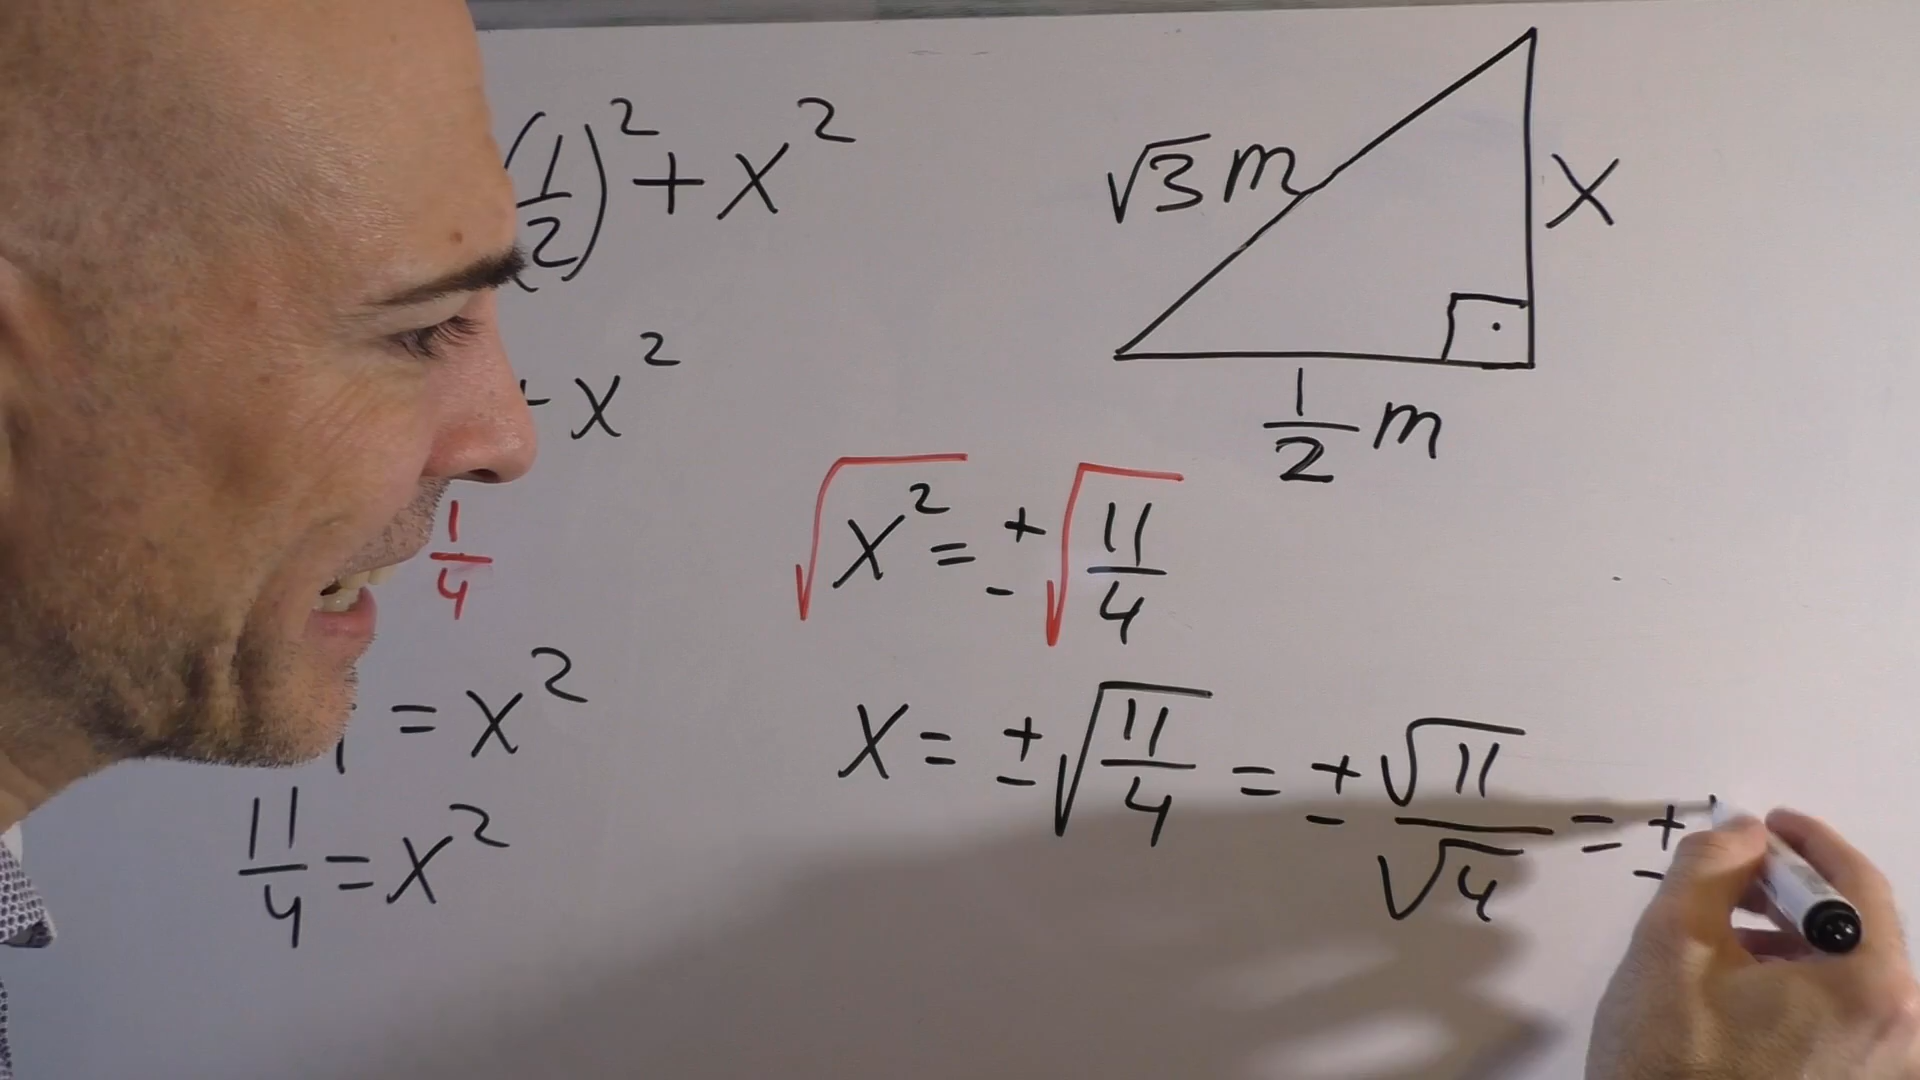 (1/2)² + x²
+ x²
1/4
= x²
11/4 = x²
√3 m
x
1/2 m
√x² = ± √11/4
x = ± √11/4 = ± √11/√4 = ±